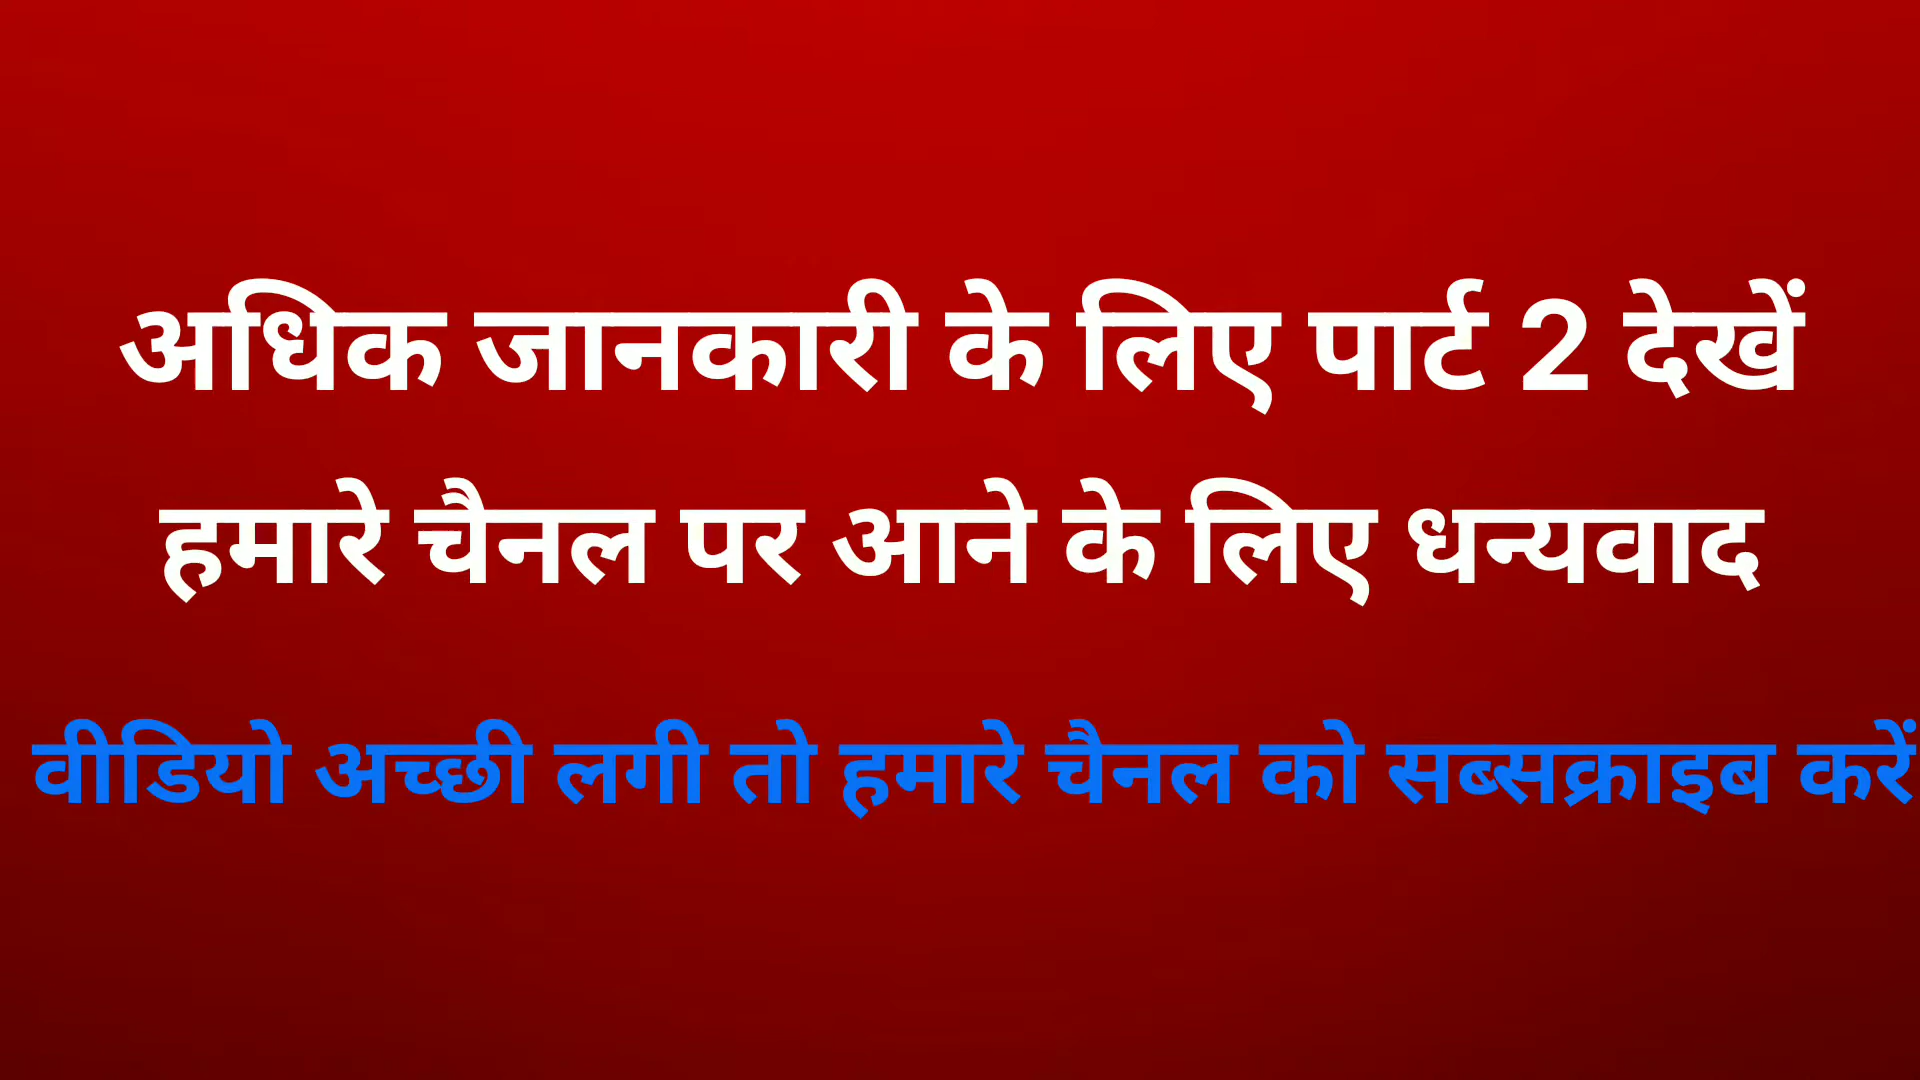 अधिक जानकारी के लिए पार्ट 2 देखें
हमारे चैनल पर आने के लिए धन्यवाद
वीडियो अच्छी लगी तो हमारे चैनल को सब्सक्राइब करें